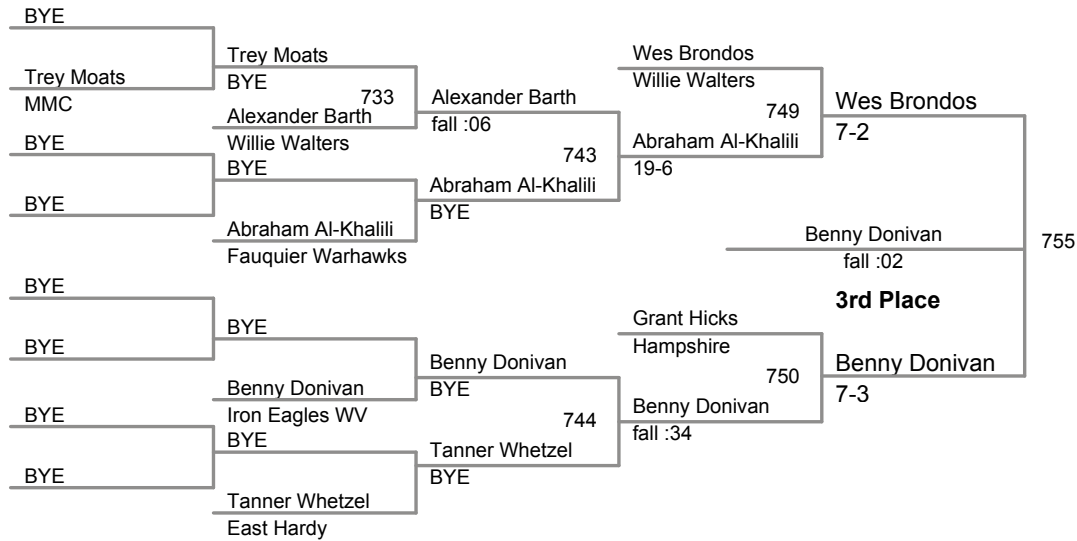 BYE
Trey Moats
MMC
BYE
BYE
BYE
BYE
BYE
BYE
Trey Moats
BYE
733
Alexander Barth
Willie Walters
BYE
Abraham Al-Khalili
Fauquier Warhawks
BYE
Benny Donivan
Iron Eagles WV
BYE
Tanner Whetzel
East Hardy
Alexander Barth
fall :06
743
Abraham Al-Khalili
BYE
Benny Donivan
BYE
744
Tanner Whetzel
BYE
Wes Brondos
Willie Walters
749
Abraham Al-Khalili
19-6
Grant Hicks
Hampshire
750
Benny Donivan
fall :34
Wes Brondos
7-2
Benny Donivan
fall :02
3rd Place
755
Benny Donivan
7-3